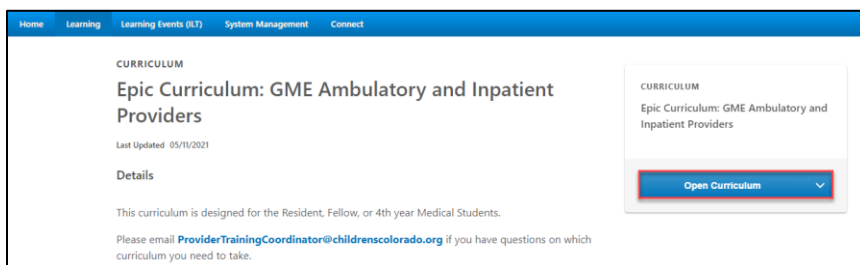 Home Learning Learning Events (ILT) System Management Connect
CURRICULUM
Epic Curriculum: GME Ambulatory and Inpatient
Providers
Last Updated 05/11/2021
Details
This curriculum is designed for the Resident, Fellow, or 4th year Medical Students.
Please email ProviderTrainingCoordinator@childrenscolorado.org if you have questions on which
curriculum you need to take.
CURRICULUM
Epic Curriculum: GME Ambulatory and
Inpatient Providers
Open Curriculum